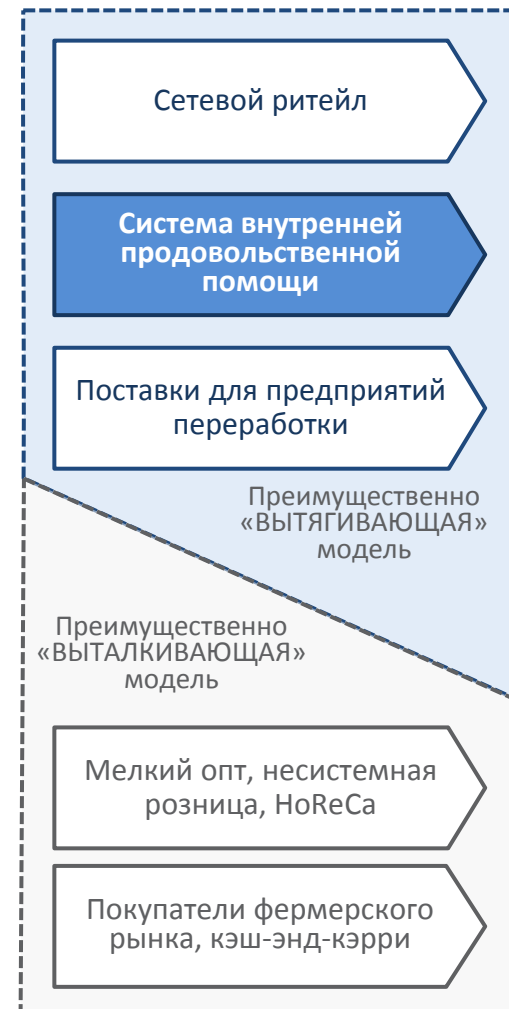 Сетевой ритейл
Система внутренней
продовольственной
помощи
Поставки для предприятий
переработки
Преимущественно
«ВЫТЯГИВАЮЩАЯ»
модель
Преимущественно
«ВЫТАЛКИВАЮЩАЯ»
модель
Мелкий опт, несистемная
розница, HoReCa
Покупатели фермерского
рынка, кэш-энд-кэрри